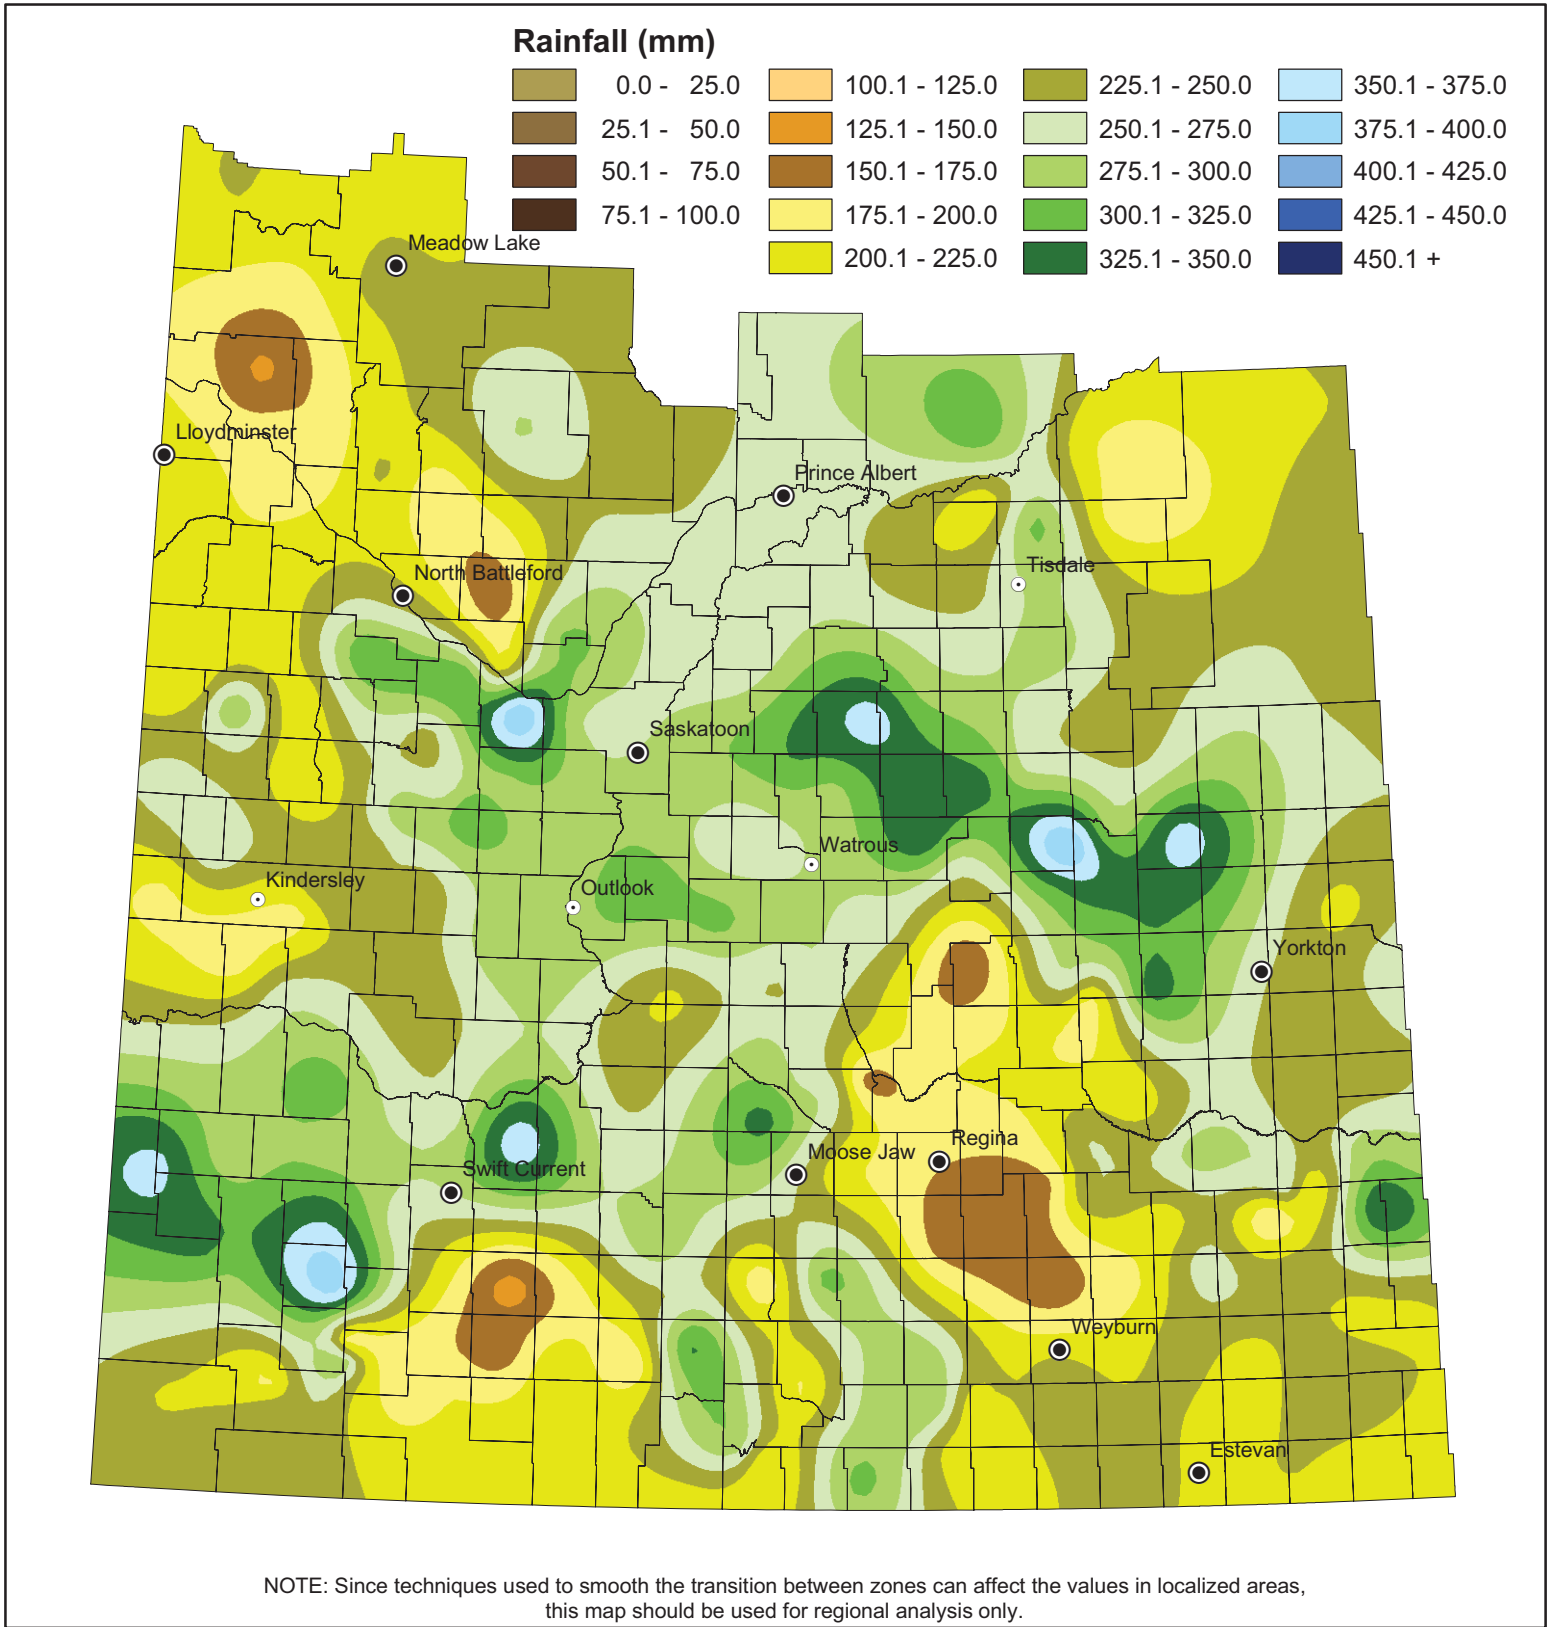 Rainfall (mm)
0.0 - 25.0
25.1 - 50.0
50.1 - 75.0
75.1 - 100.0
100.1 - 125.0
125.1 - 150.0
150.1 - 175.0
175.1 - 200.0
200.1 - 225.0
225.1 - 250.0
250.1 - 275.0
275.1 - 300.0
300.1 - 325.0
325.1 - 350.0
350.1 - 375.0
375.1 - 400.0
400.1 - 425.0
425.1 - 450.0
450.1 +
Meadow Lake
Lloydminster
Prince Albert
Tisdale
North Battleford
Saskatoon
Watrous
Kindersley
Outlook
Yorkton
Regina
Moose Jaw
Swift Current
Weyburn
Estevan
NOTE: Since techniques used to smooth the transition between zones can affect the values in localized areas,
this map should be used for regional analysis only.